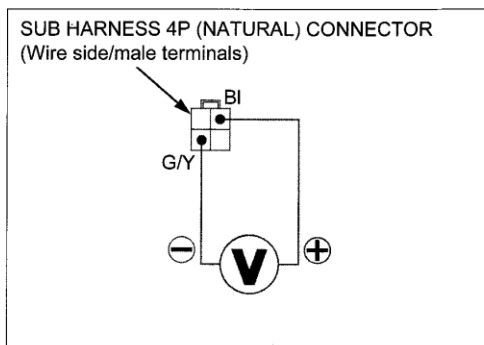 SUB HARNESS 4P (NATURAL) CONNECTOR
(Wire side/male terminals)
Bl
G/Y
− V +